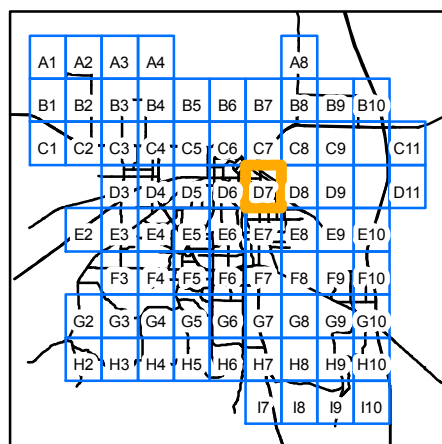 A1 A2 A3 A4 A8
B1 B2 B3 B4 B5 B6 B7 B8 B9 B10
C1 C2 C3 C4 C5 C6 C7 C8 C9 C11
D3 D4 D5 D6 D7 D8 D9 D11
E2 E3 E4 E5 E6 E7 E8 E9 E10
F3 F4 F5 F6 F7 F8 F9 F10
G2 G3 G4 G5 G6 G7 G8 G9 G10
H2 H3 H4 H5 H6 H7 H8 H9 H10
I7 I8 I9 I10